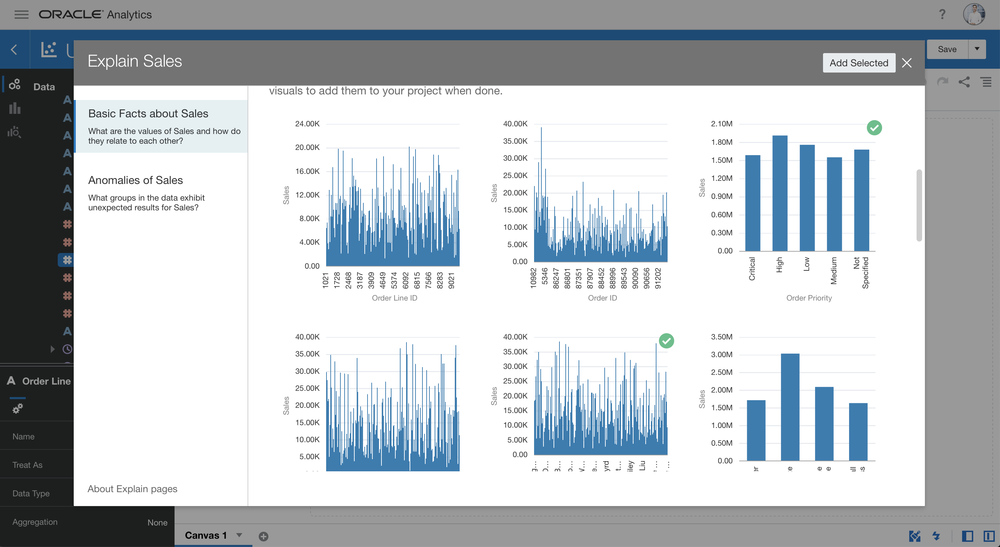 ORACLE Analytics
?
Save
Explain Sales
Add Selected
Data
visuals to add them to your project when done.
Basic Facts about Sales
What are the values of Sales and how do
they relate to each other?
Anomalies of Sales
What groups in the data exhibit
unexpected results for Sales?
About Explain pages
24.00K
20.00K
16.00K
12.00K
8.00K
4.00K
0.00
Sales
1021
1728
2468
3187
3909
4649
5374
6092
6815
7566
8283
9021
Order Line ID
40.00K
35.00K
30.00K
25.00K
20.00K
15.00K
10.00K
5.00K
0.00
Sales
10982
5346
86247
86801
87351
87907
88452
88996
89543
90090
90656
91202
Order ID
2.10M
1.80M
1.50M
1.20M
0.90M
0.60M
0.30M
0.00
Sales
Critical
High
Low
Medium
Not
Specified
Order Priority
40.00K
35.00K
30.00K
25.00K
20.00K
15.00K
10.00K
5.00K
Sales
40.00K
35.00K
30.00K
25.00K
20.00K
15.00K
10.00K
5.00K
0.00
Sales
Liu
3.50M
3.00M
2.50M
2.00M
1.50M
1.00M
0.50M
0.00
Sales
A Order Line
Name
Treat As
Data Type
Aggregation None
Canvas 1